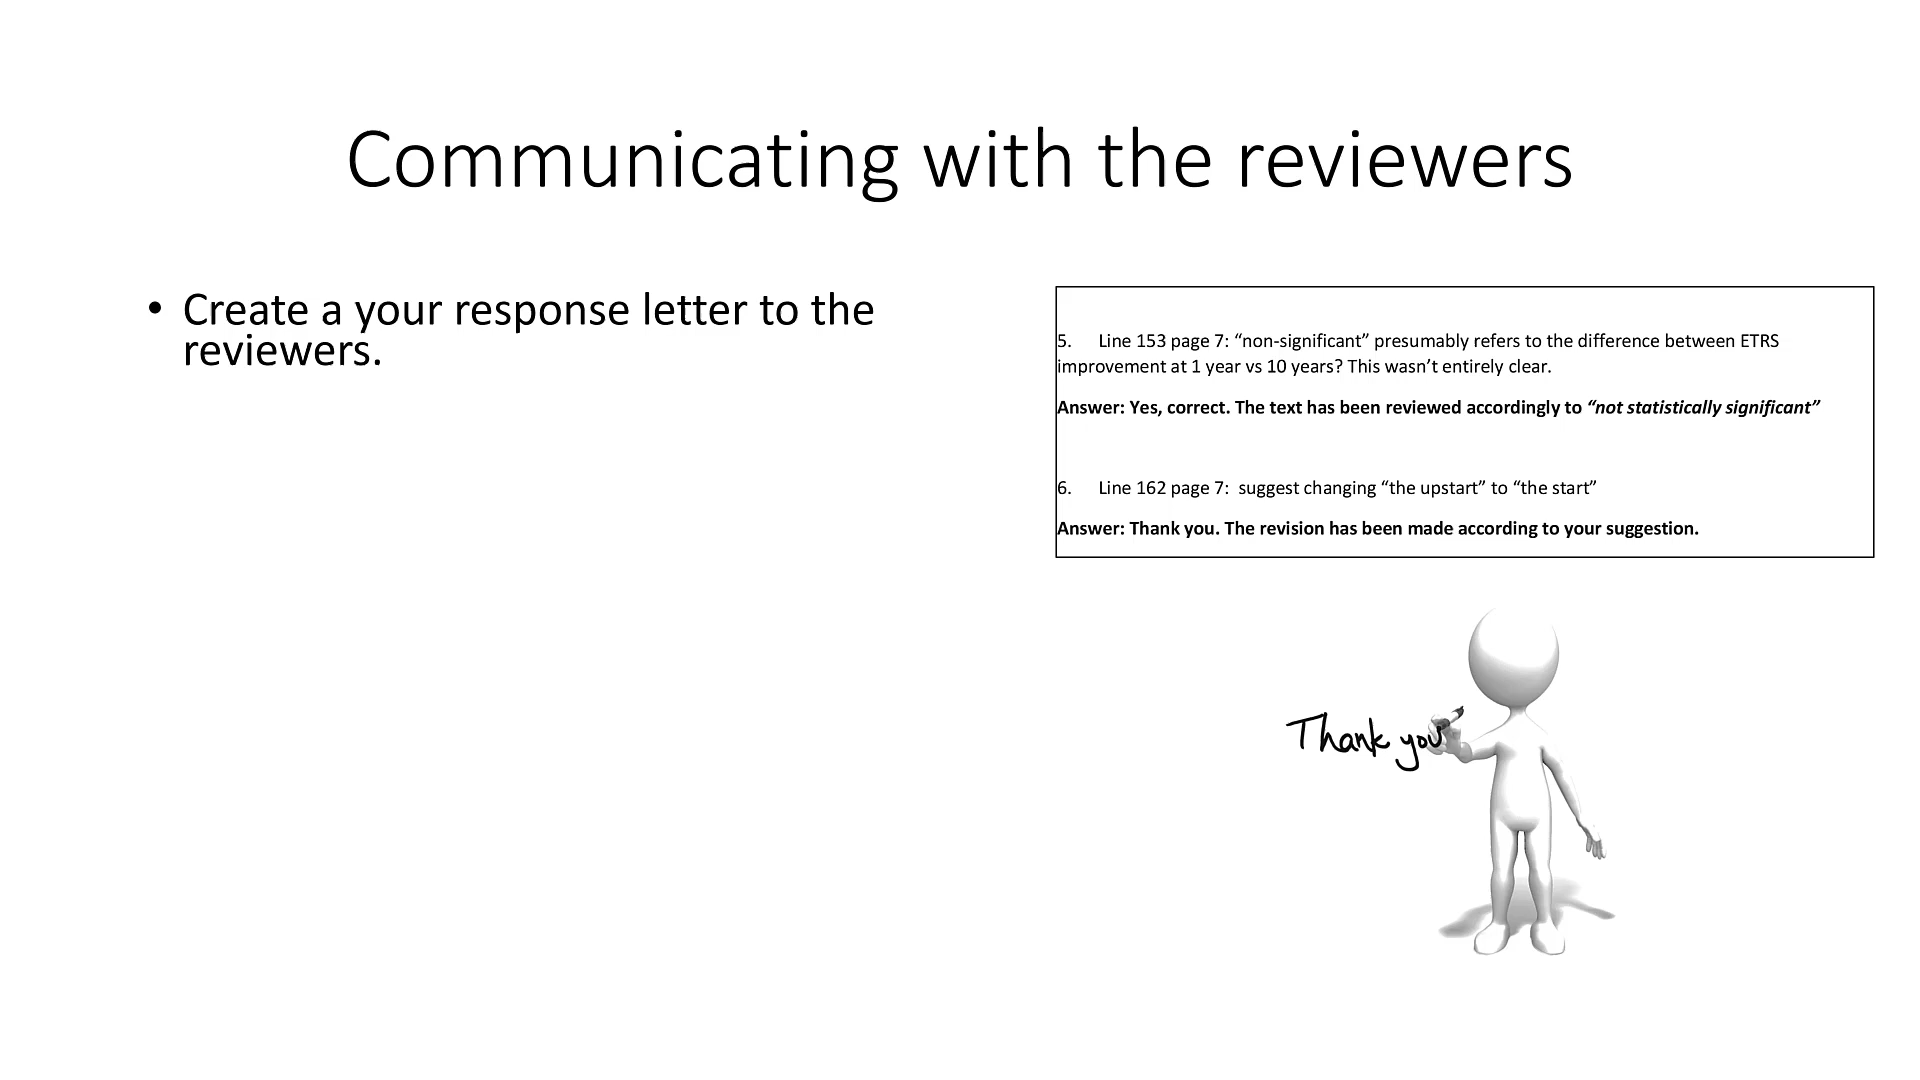 Communicating with the reviewers
• Create a your response letter to the
reviewers.
5. Line 153 page 7: “non-significant” presumably refers to the difference between ETRS
improvement at 1 year vs 10 years? This wasn’t entirely clear.
Answer: Yes, correct. The text has been reviewed accordingly to “not statistically significant”
6. Line 162 page 7: suggest changing “the upstart” to “the start”
Answer: Thank you. The revision has been made according to your suggestion.
Thank you